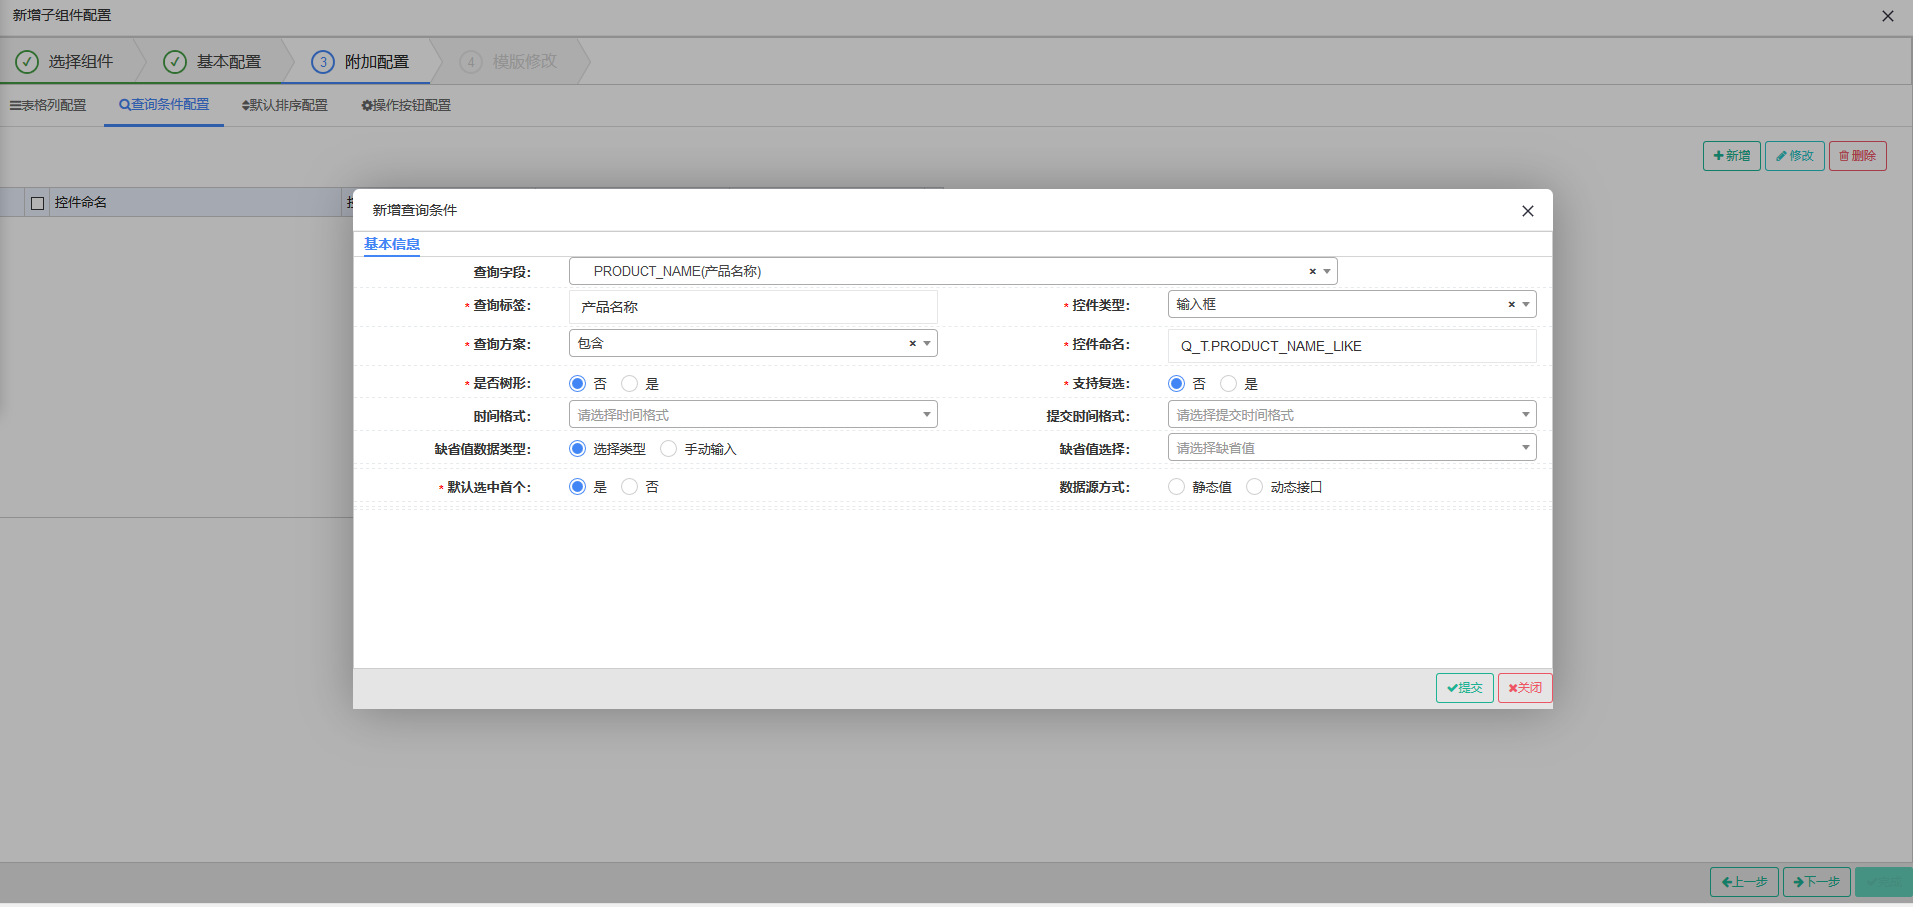 新增子组件配置
选择组件 基本配置 3 附加配置 4 模版修改
表格列配置 查询条件配置 默认排序配置 操作按钮配置
新增 修改 删除
控件命名
新增查询条件
基本信息
查询字段: PRODUCT_NAME(产品名称)
* 查询标签: 产品名称 * 控件类型: 输入框
* 查询方案: 包含 * 控件命名: Q_T.PRODUCT_NAME_LIKE
* 是否树形: 否 是 * 支持复选: 否 是
时间格式: 请选择时间格式 提交时间格式: 请选择提交时间格式
缺省值数据类型: 选择类型 手动输入 缺省值选择: 请选择缺省值
* 默认选中首个: 是 否 数据源方式: 静态值 动态接口
提交 关闭
上一步 下一步